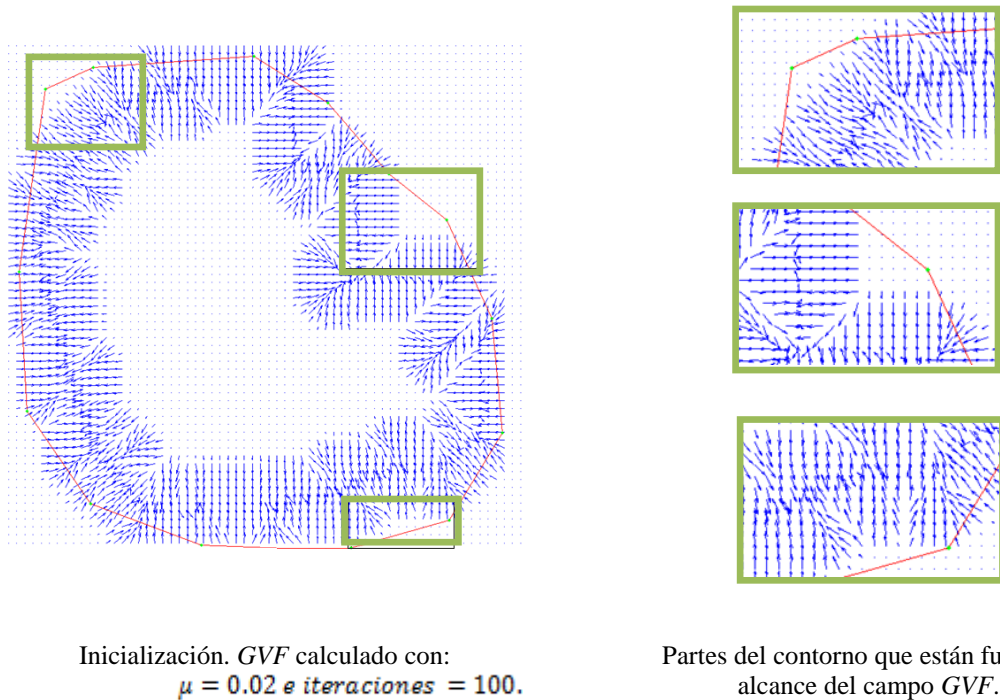 Inicialización. GVF calculado con:
μ = 0.02 e iteraciones = 100.
Partes del contorno que están fu
alcance del campo GVF.